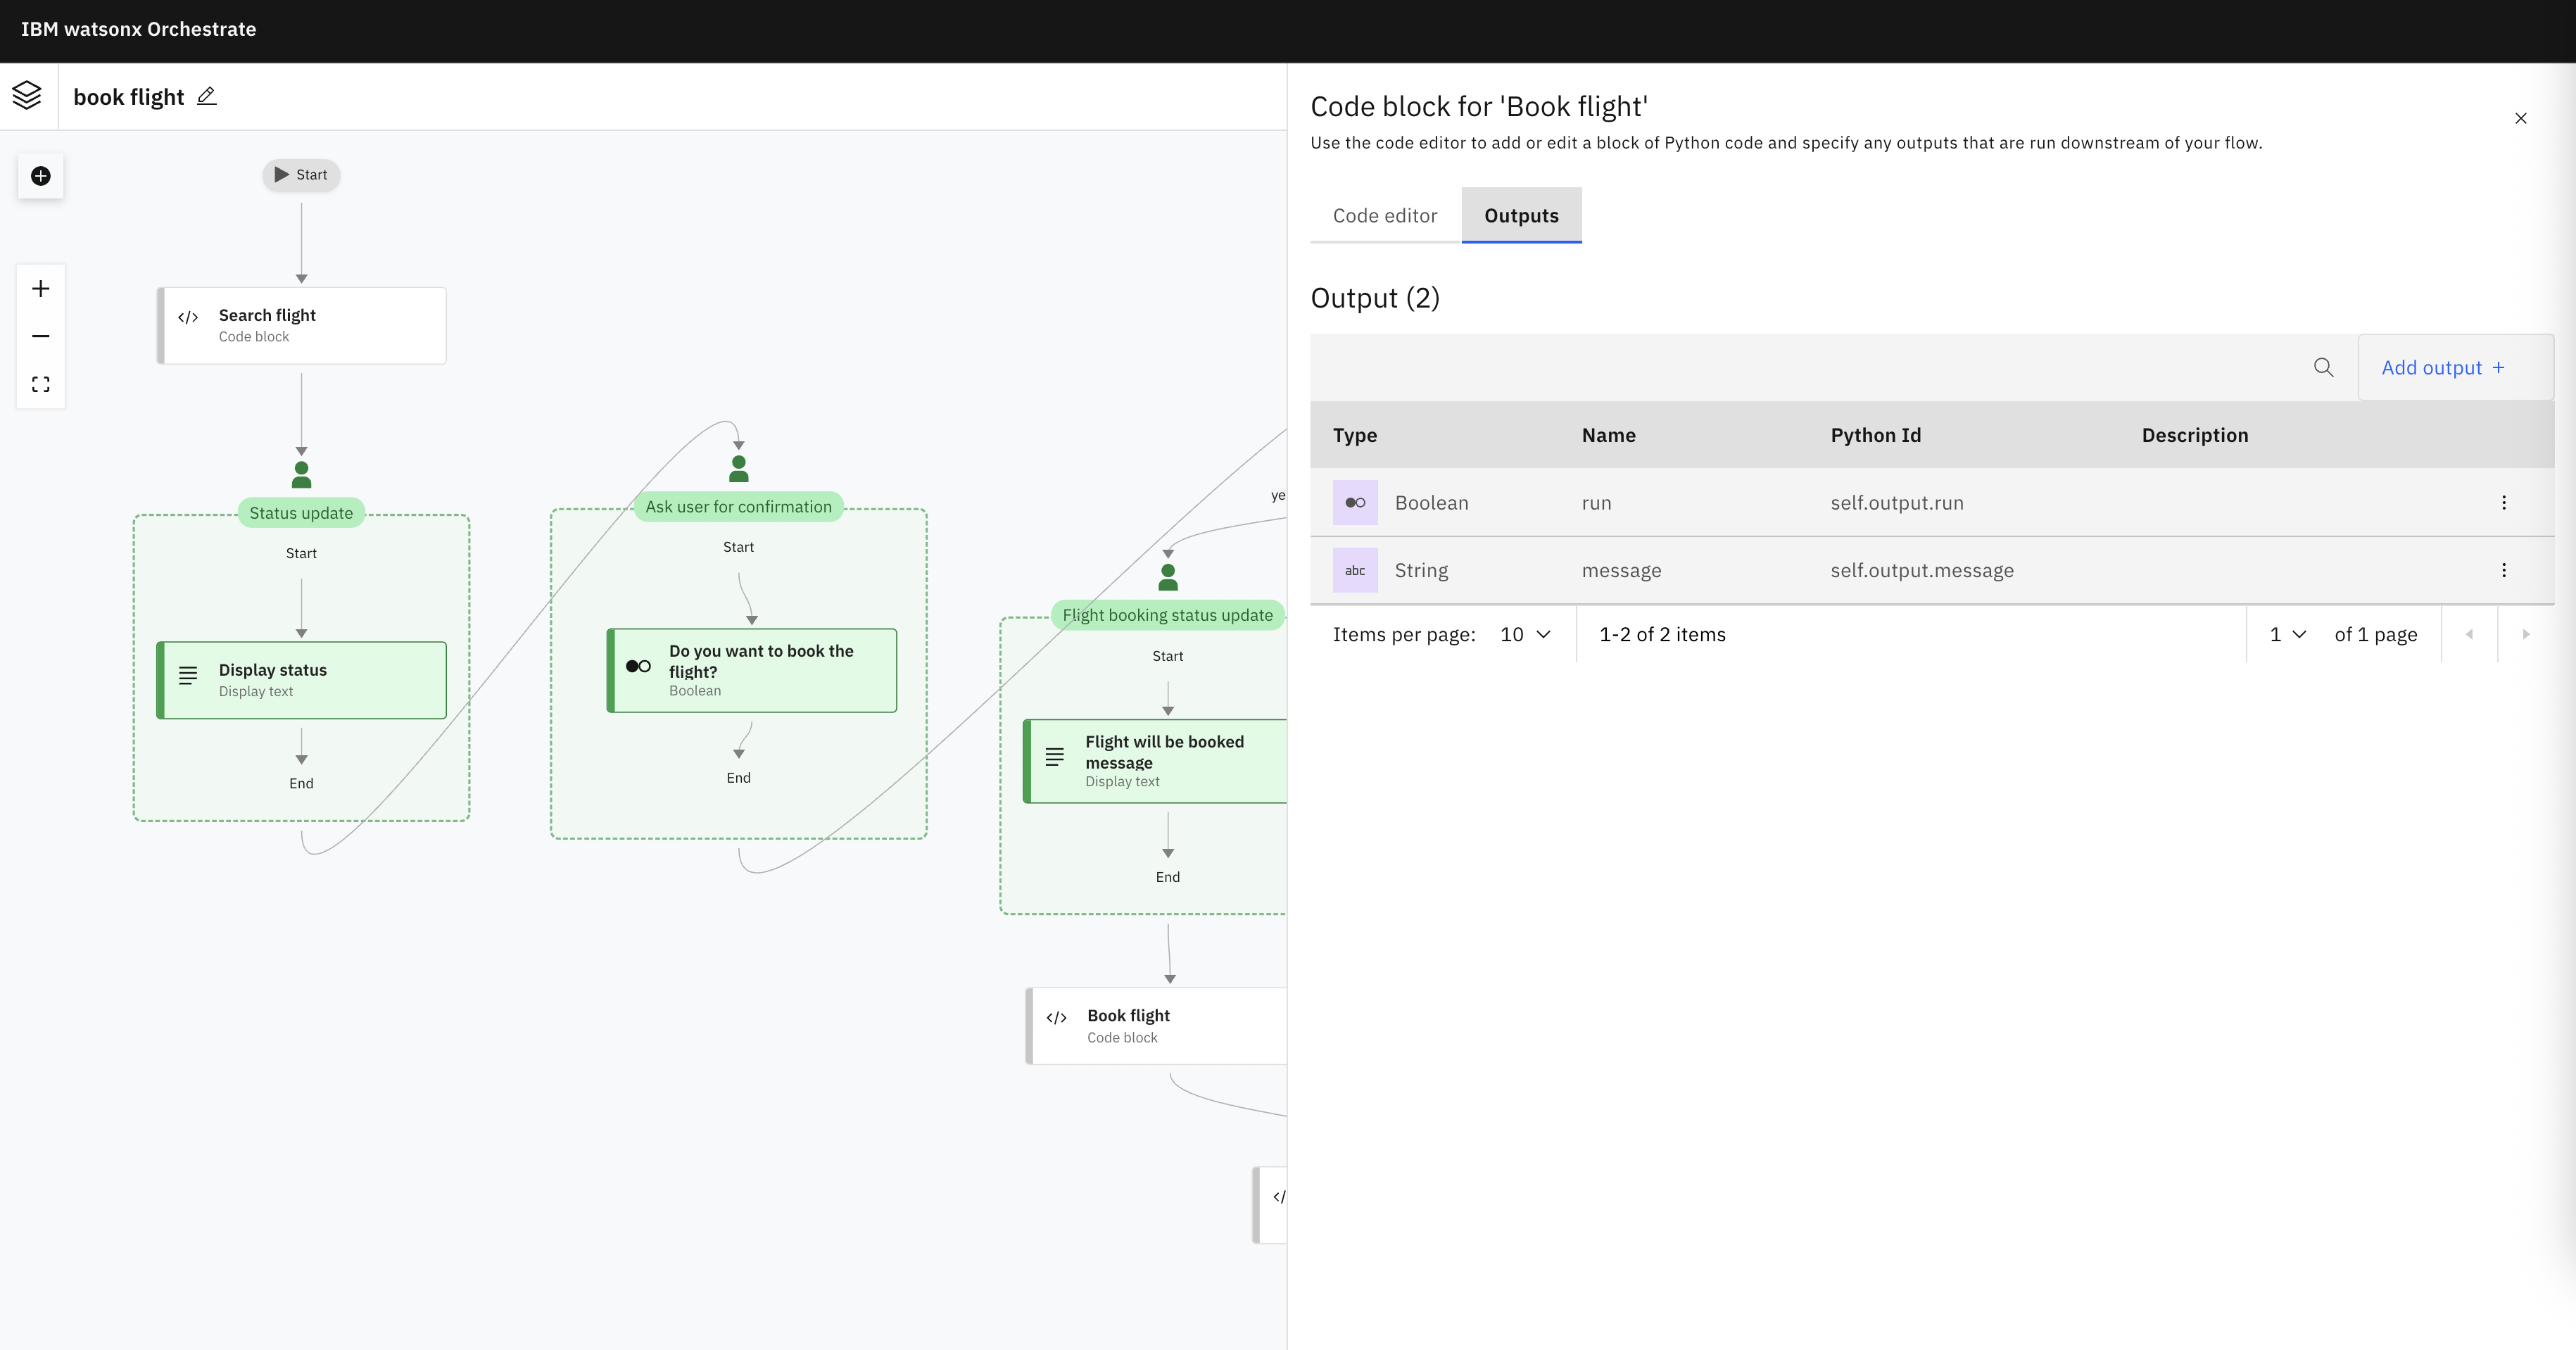 IBM watsonx Orchestrate
book flight
Start
Search flight
Code block
Status update
Start
Display status
Display text
End
Ask user for confirmation
Start
Do you want to book the
flight?
Boolean
End
ye
Flight booking status update
Start
Flight will be booked
message
Display text
End
Book flight
Code block
Code block for 'Book flight'
Use the code editor to add or edit a block of Python code and specify any outputs that are run downstream of your flow.
Code editor
Outputs
Output (2)
Add output +
Type Name Python Id Description
Boolean run self.output.run
abc String message self.output.message
Items per page: 10 1-2 of 2 items 1 of 1 page